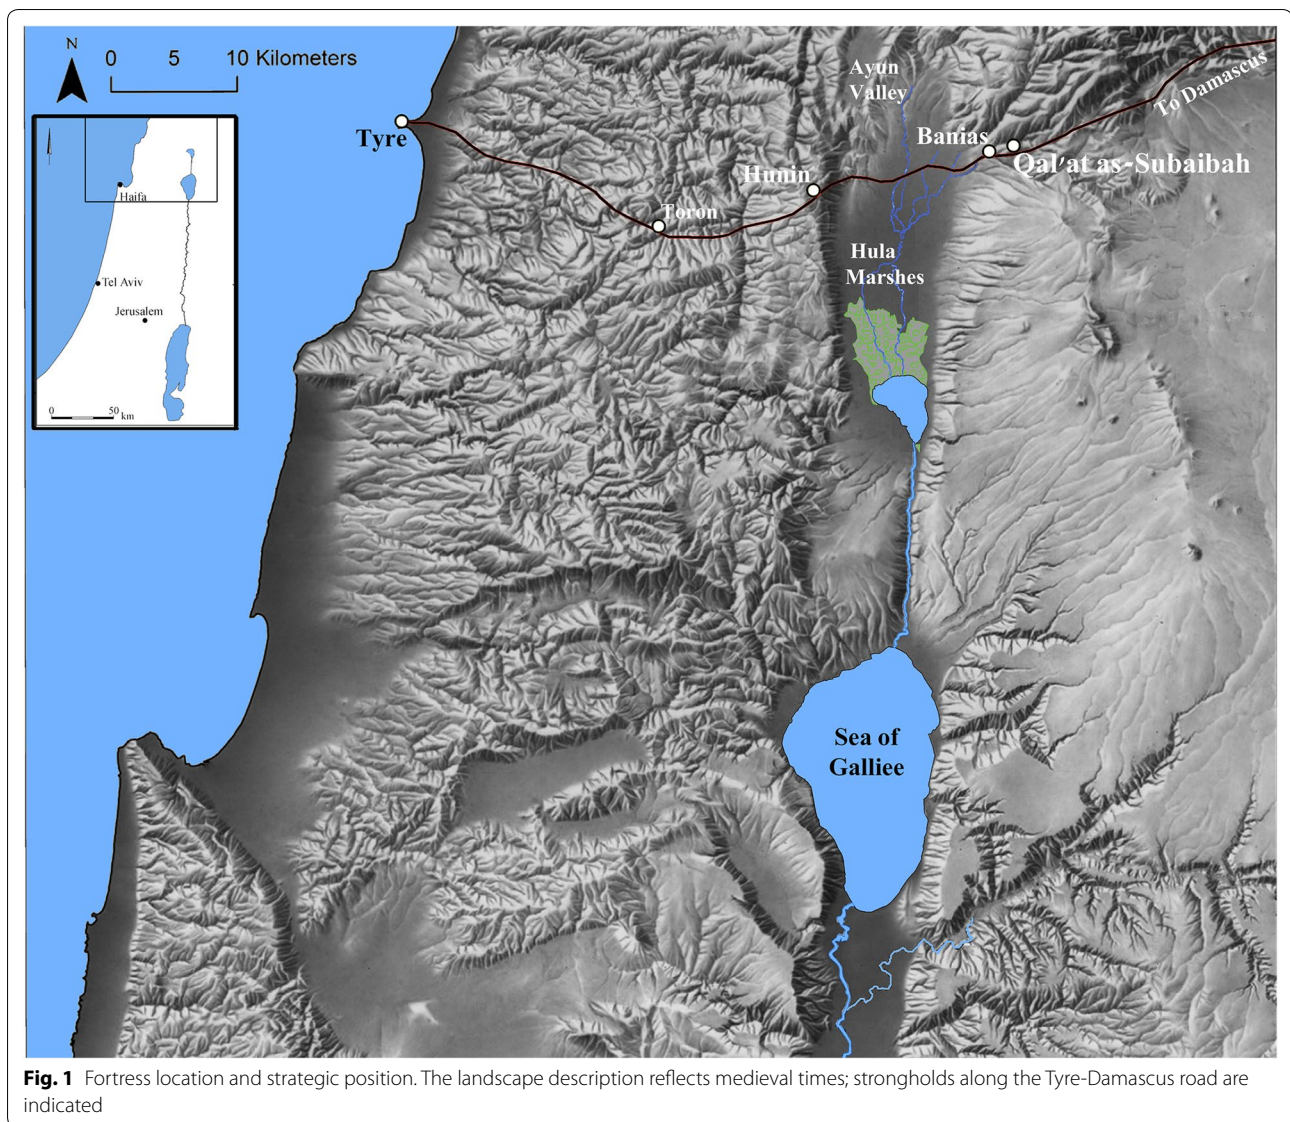 N
0 5 10 Kilometers
Haifa
Tel Aviv
Jerusalem
0 50 km
Tyre
Toron
Hunin
Ayun
Valley
Banias
Qal'at as-Subaibah
To Damascus
Hula
Marshes
Sea of
Galliee
Fig. 1 Fortress location and strategic position. The landscape description reflects medieval times; strongholds along the Tyre-Damascus road are
indicated